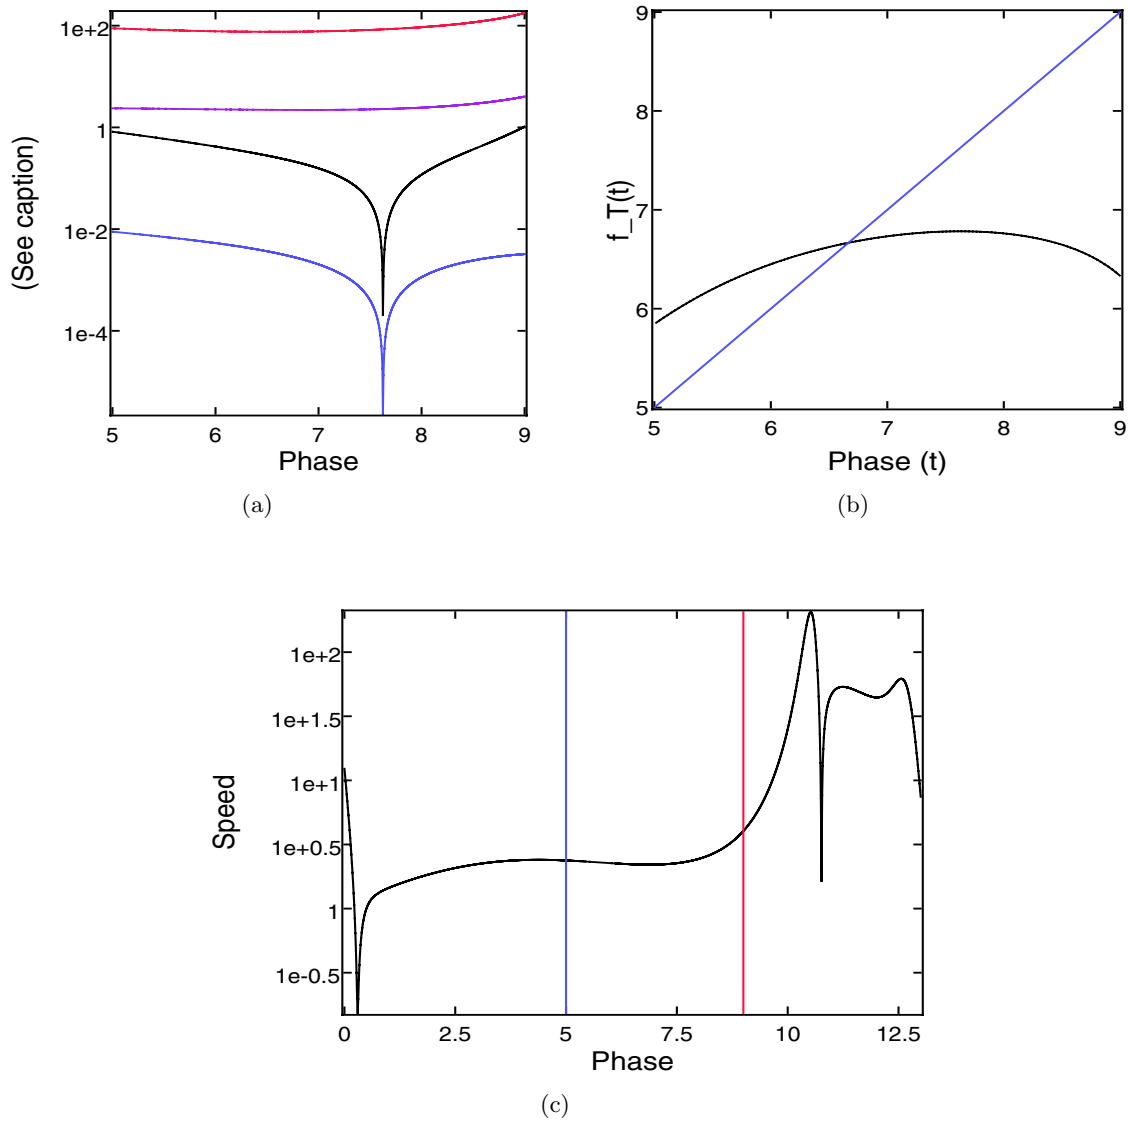 1e+2
1
1e-2
1e-4
(See caption)
5 6 7 8 9
Phase
(a)
9
8
7
6
5
f_T(t)
5 6 7 8 9
Phase (t)
(b)
1e+2
1e+1.5
1e+1
1e+0.5
1
1e-0.5
Speed
0 2.5 5 7.5 10 12.5
Phase
(c)